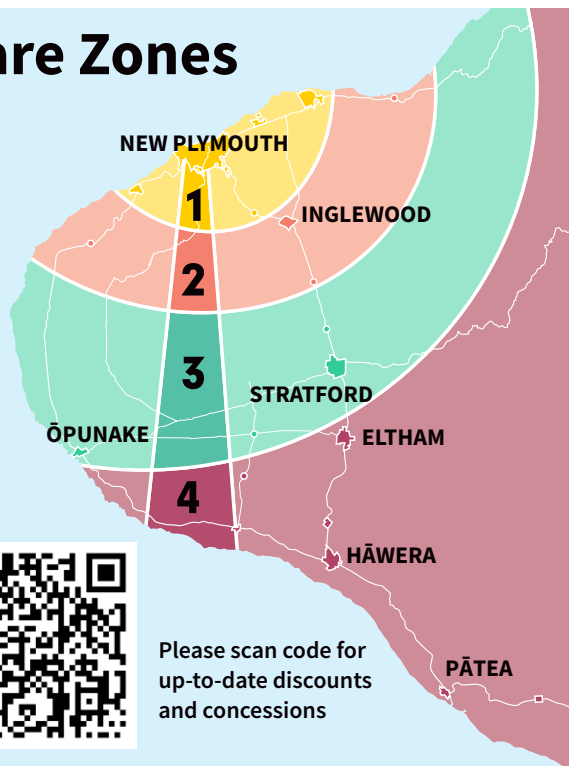 are Zones
NEW PLYMOUTH
1
INGLEWOOD
2
3
STRATFORD
ŌPUNAKE
ELTHAM
4
HĀWERA
Please scan code for
up-to-date discounts
and concessions
PĀTEA